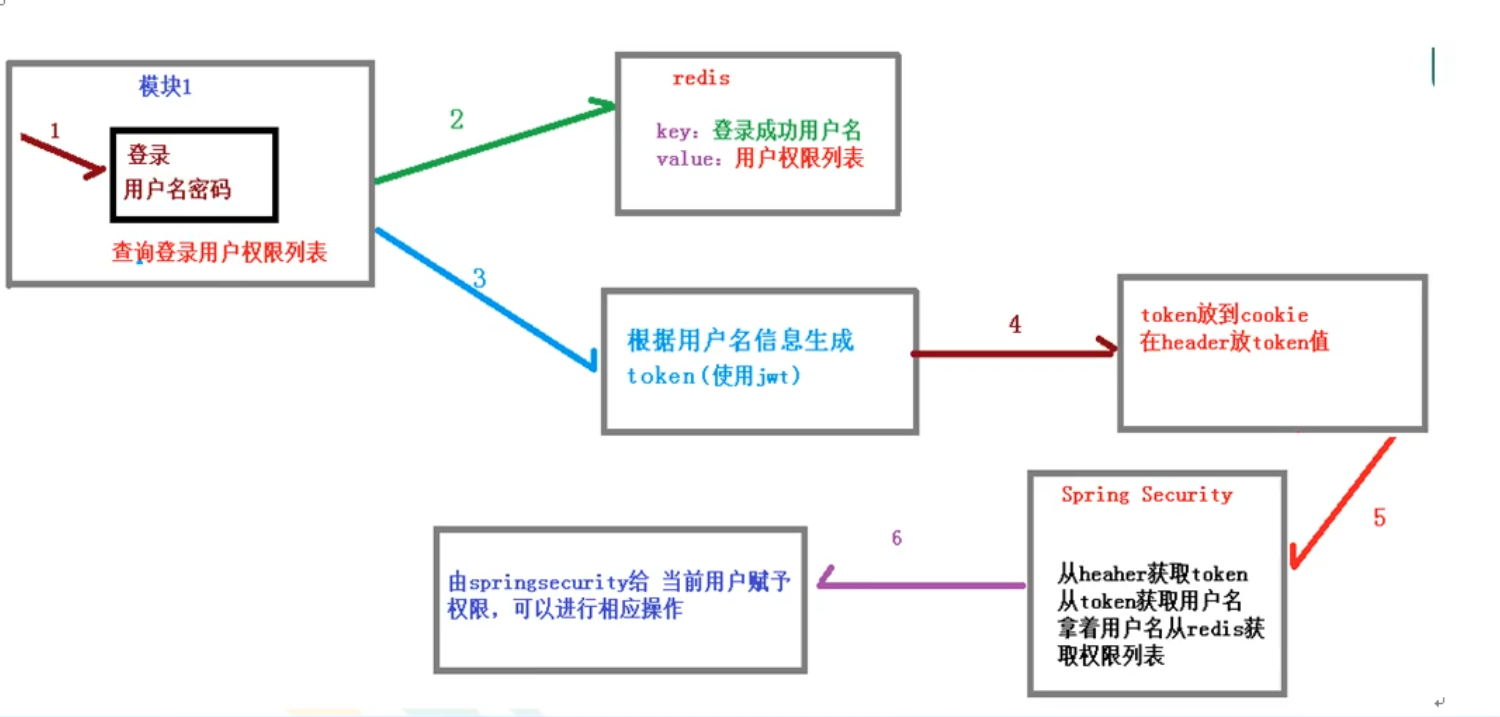 模块1
1
登录
用户名密码
查询登录用户权限列表
2
redis
key: 登录成功用户名
value: 用户权限列表
3
根据用户名信息生成
token(使用jwt)
4
token放到cookie
在header放token值
5
Spring Security
从heaher获取token
从token获取用户名
拿着用户名从redis获
取权限列表
6
由springsecurity给 当前用户赋予
权限，可以进行相应操作